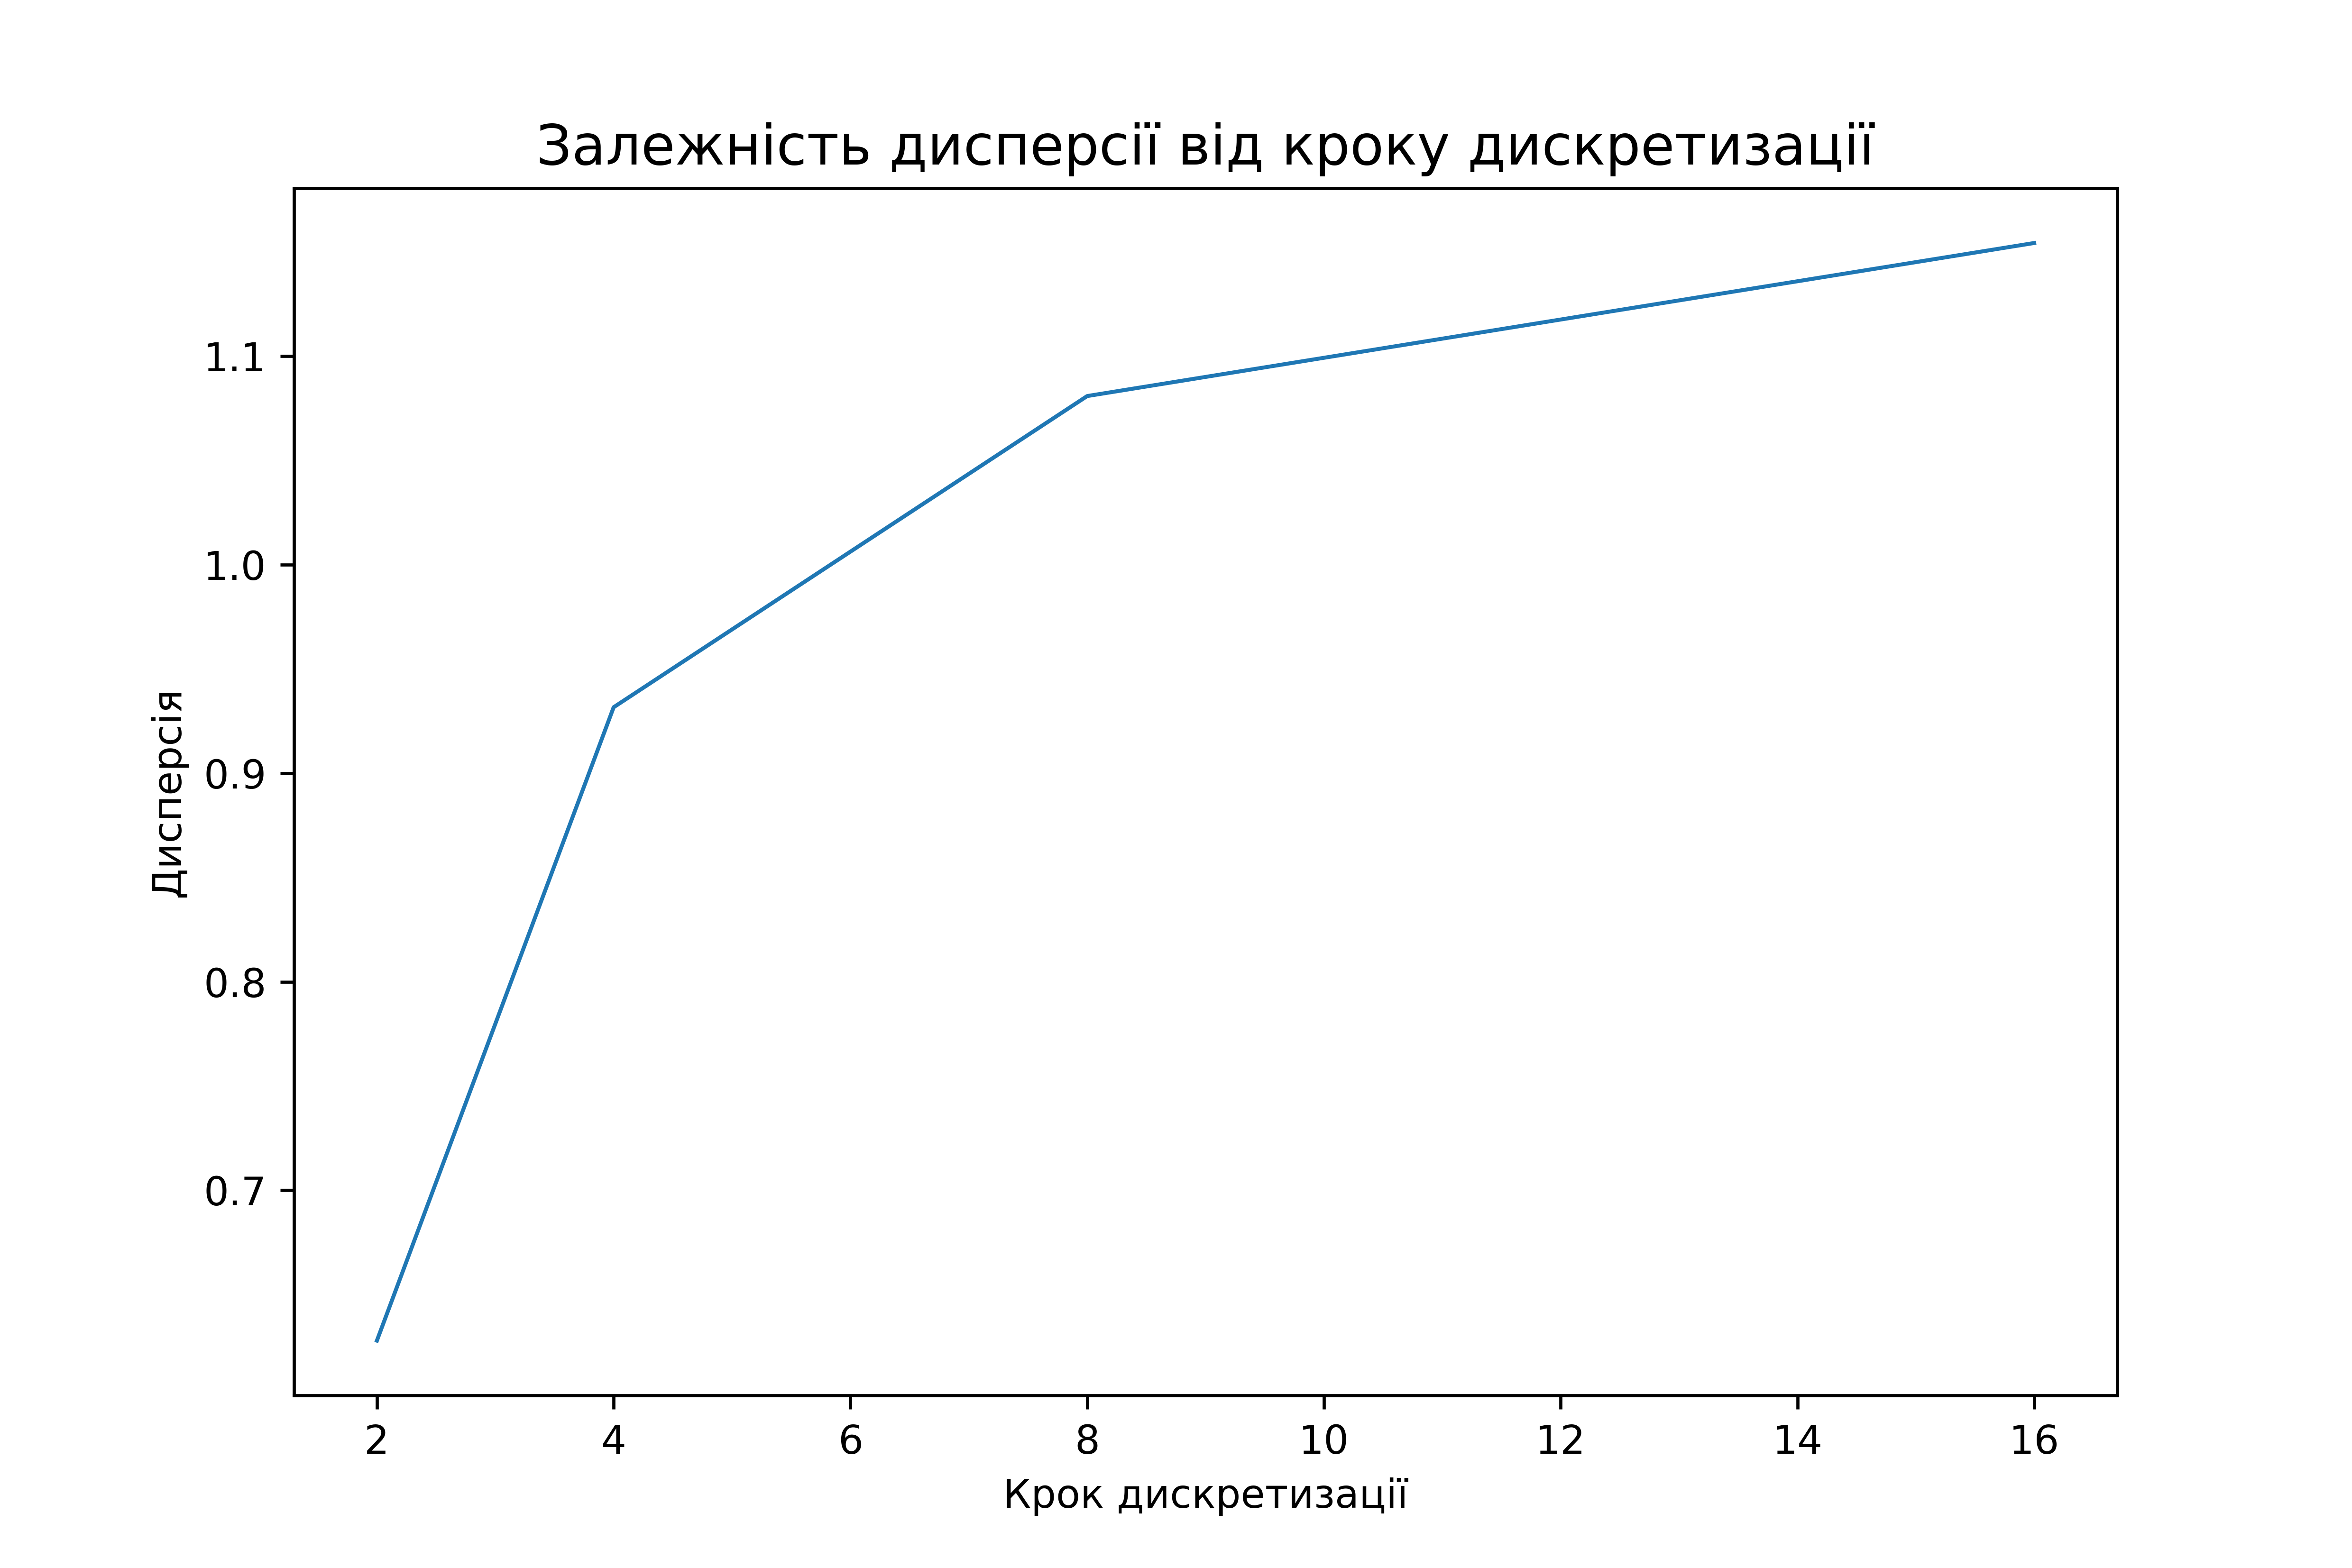 Залежність дисперсії від кроку дискретизації
Дисперсія
1.1
1.0
0.9
0.8
0.7
2 4 6 8 10 12 14 16
Крок дискретизації